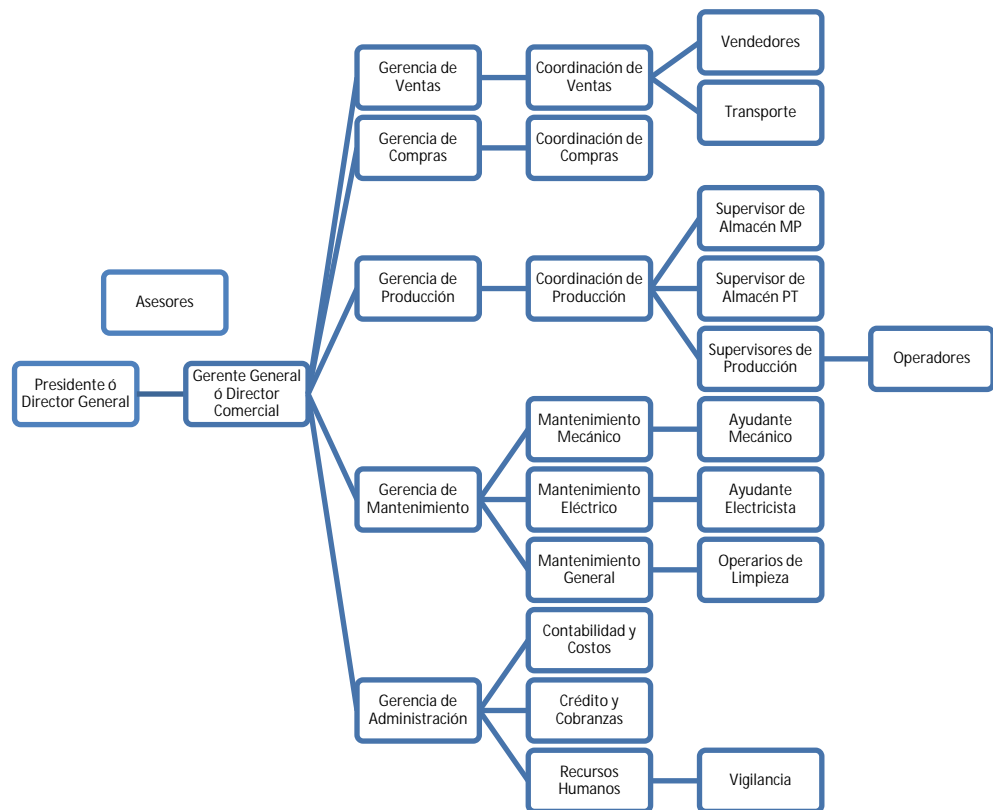 Vendedores
Gerencia de
Ventas
Coordinación de
Ventas
Transporte
Gerencia de
Compras
Coordinación de
Compras
Supervisor de
Almacén MP
Gerencia de
Producción
Coordinación de
Producción
Supervisor de
Almacén PT
Asesores
Supervisores de
Producción
Operadores
Presidente ó
Director General
Gerente General
ó Director
Comercial
Mantenimiento
Mecánico
Ayudante
Mecánico
Gerencia de
Mantenimiento
Mantenimiento
Eléctrico
Ayudante
Electricista
Mantenimiento
General
Operarios de
Limpieza
Contabilidad y
Costos
Gerencia de
Administración
Crédito y
Cobranzas
Recursos
Humanos
Vigilancia